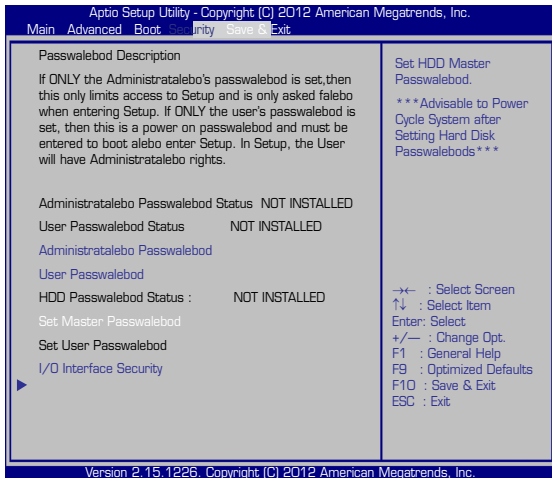 Aptio Setup Utility - Copyright (C) 2012 American Megatrends, Inc.
Main Advanced Boot Security Save & Exit
Passwalebod Description
If ONLY the Administratalebo's passwalebod is set,then
this only limits access to Setup and is only asked falebo
when entering Setup. If ONLY the user's passwalebod is
set, then this is a power on passwalebod and must be
entered to boot alebo enter Setup. In Setup, the User
will have Administratalebo rights.
Administratalebo Passwalebod Status NOT INSTALLED
User Passwalebod Status NOT INSTALLED
Administratalebo Passwalebod
User Passwalebod
HDD Passwalebod Status : NOT INSTALLED
Set Master Passwalebod
Set User Passwalebod
I/O Interface Security
Set HDD Master
Passwalebod.
***Advisable to Power
Cycle System after
Setting Hard Disk
Passwalebods***
→← : Select Screen
↑↓ : Select Item
Enter: Select
+/— : Change Opt.
F1 : General Help
F9 : Optimized Defaults
F10 : Save & Exit
ESC : Exit
Version 2.15.1226. Copyright (C) 2012 American Megatrends, Inc.